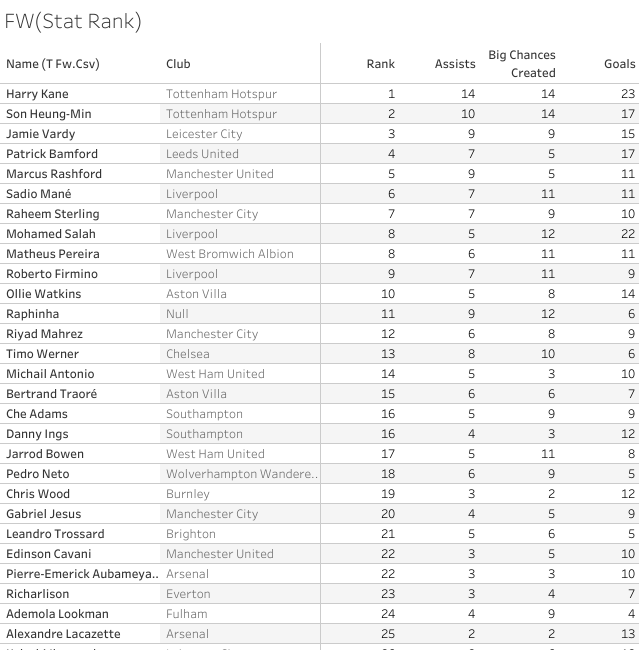 FW(Stat Rank)
Name (T Fw.Csv) Club Rank Assists Big Chances Created Goals
Harry Kane Tottenham Hotspur 1 14 14 23
Son Heung-Min Tottenham Hotspur 2 10 14 17
Jamie Vardy Leicester City 3 9 9 15
Patrick Bamford Leeds United 4 7 5 17
Marcus Rashford Manchester United 5 9 5 11
Sadio Mané Liverpool 6 7 11 11
Raheem Sterling Manchester City 7 7 9 10
Mohamed Salah Liverpool 8 5 12 22
Matheus Pereira West Bromwich Albion 8 6 11 11
Roberto Firmino Liverpool 9 7 11 9
Ollie Watkins Aston Villa 10 5 8 14
Raphinha Null 11 9 12 6
Riyad Mahrez Manchester City 12 6 8 9
Timo Werner Chelsea 13 8 10 6
Michail Antonio West Ham United 14 5 3 10
Bertrand Traoré Aston Villa 15 6 6 7
Che Adams Southampton 16 5 9 9
Danny Ings Southampton 16 4 3 12
Jarrod Bowen West Ham United 17 5 11 8
Pedro Neto Wolverhampton Wandere.. 18 6 9 5
Chris Wood Burnley 19 3 2 12
Gabriel Jesus Manchester City 20 4 5 9
Leandro Trossard Brighton 21 5 6 5
Edinson Cavani Manchester United 22 3 5 10
Pierre-Emerick Aubameya.. Arsenal 22 3 3 10
Richarlison Everton 23 3 4 7
Ademola Lookman Fulham 24 4 9 4
Alexandre Lacazette Arsenal 25 2 2 13